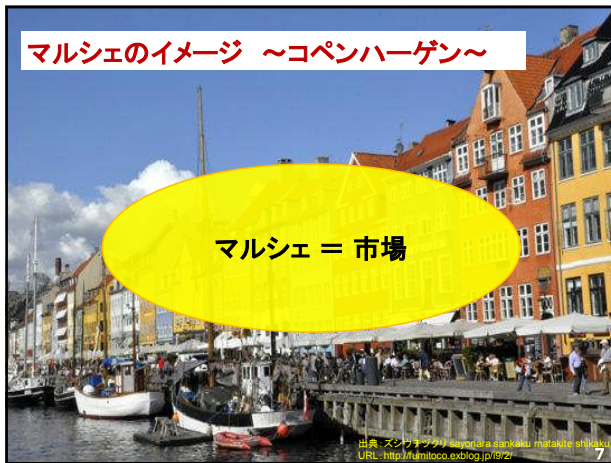 マルシェのイメージ ～コペンハーゲン～
マルシェ ＝ 市場
出典：ズシウチヅクリ sayonara sankaku matakite shikaku
URL：http://fumitoco.exblog.jp/i9/2/
7